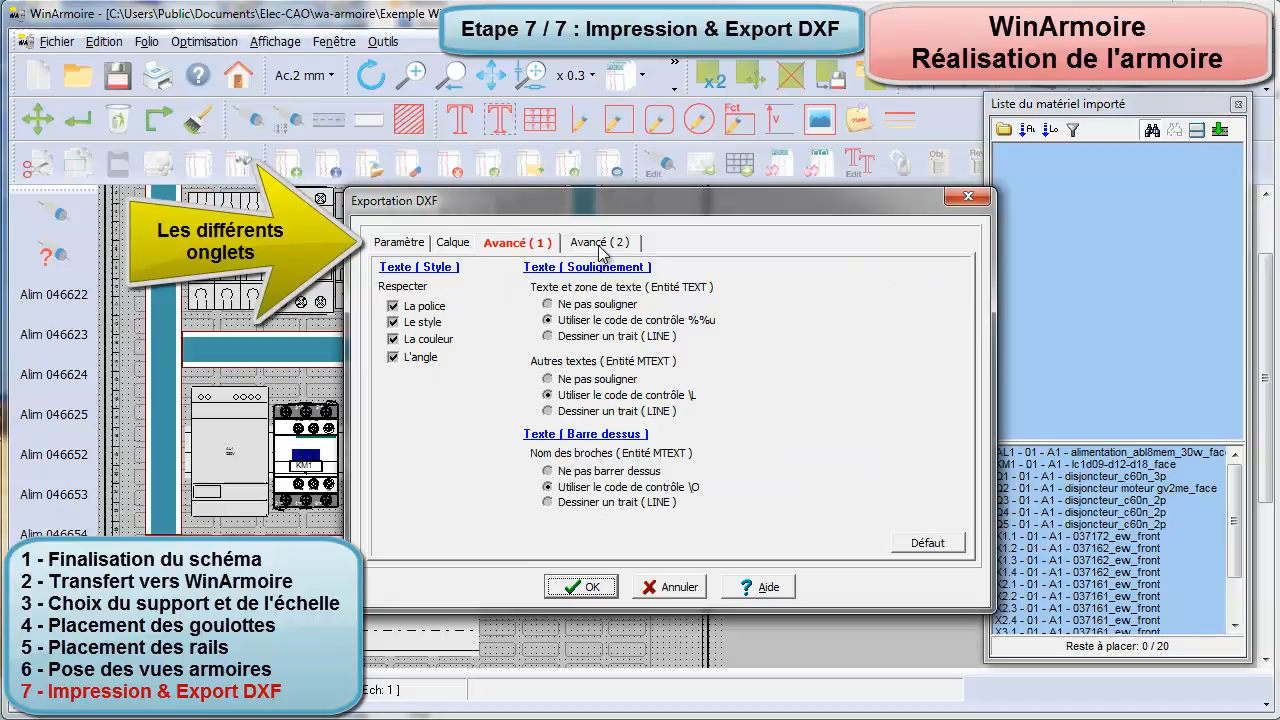 WinArmoire - [C:\Users\Public\Documents\Elec-CAO\wa-armoire\Exemple W
Etape 7 / 7 : Impression & Export DXF
WinArmoire
Réalisation de l'armoire
Fichier Edition Folio Optimisation Affichage Fenêtre Outils
Ac.2 mm
x 0.3
x2
Fct
Edit
Edit
Obj
Liste du matériel importé
Exportation DXF
Les différents
onglets
Paramètre Calque Avancé ( 1 ) Avancé ( 2 )
Texte [ Style ]
Respecter
La police
Le style
La couleur
L'angle
Texte [ Soulignement ]
Texte et zone de texte ( Entité TEXT )
Ne pas souligner
Utiliser le code de contrôle %%u
Dessiner un trait ( LINE )
Autres textes ( Entité MTEXT )
Ne pas souligner
Utiliser le code de contrôle \L
Dessiner un trait ( LINE )
Texte [ Barre dessus ]
Nom des broches ( Entité MTEXT )
Ne pas barrer dessus
Utiliser le code de contrôle \O
Dessiner un trait ( LINE )
Défaut
OK Annuler Aide
Alim 046622
Alim 046623
Alim 046624
Alim 046625
Alim 046652
Alim 046653
Alim 046654
KM1
AL1 - 00 - A1 - alimentation_abl8mem_30w_face
KM1 - 01 - A1 - lc1d09-d12-d18_face
Q1 - 01 - A1 - disjoncteur_c60n_3p
Q2 - 01 - A1 - disjoncteur moteur gv2me_face
Q3 - 01 - A1 - disjoncteur_c60n_2p
Q4 - 01 - A1 - disjoncteur_c60n_2p
Q5 - 01 - A1 - disjoncteur_c60n_2p
X1.1 - 01 - A1 - 037172_ew_front
X1.2 - 01 - A1 - 037162_ew_front
X1.3 - 01 - A1 - 037162_ew_front
X2.1 - 01 - A1 - 037161_ew_front
X2.2 - 01 - A1 - 037161_ew_front
X2.3 - 01 - A1 - 037161_ew_front
X2.4 - 01 - A1 - 037161_ew_front
X3.1 - 01 - A1 - 037161_ew_front
Reste à placer: 0 / 20
1 - Finalisation du schéma
2 - Transfert vers WinArmoire
3 - Choix du support et de l'échelle
4 - Placement des goulottes
5 - Placement des rails
6 - Pose des vues armoires
7 - Impression & Export DXF
Ech: 1 ]